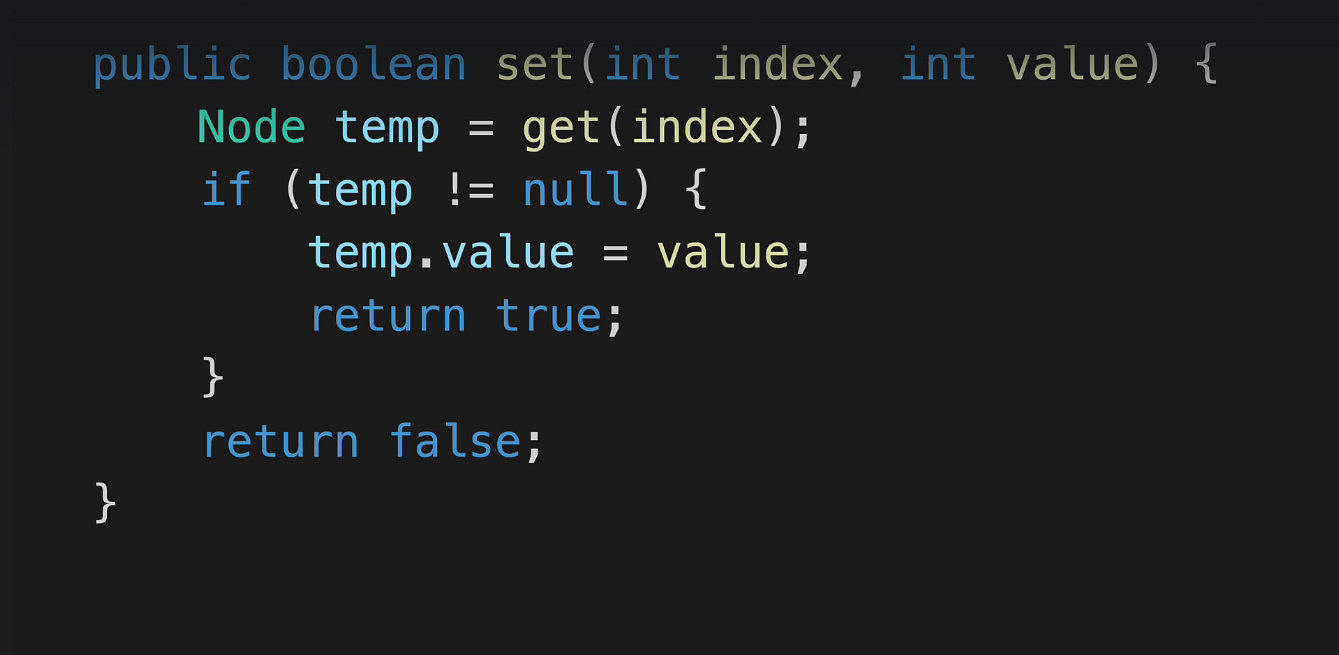 public boolean set(int index, int value) {
    Node temp = get(index);
    if (temp != null) {
        temp.value = value;
        return true;
    }
    return false;
}